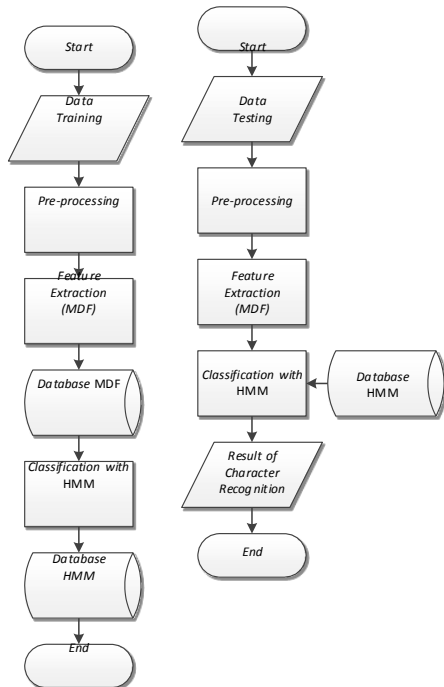 Start
Data
Training
Pre-processing
Feature
Extraction
(MDF)
Database MDF
Classification with
HMM
Database
HMM
End
Start
Data
Testing
Pre-processing
Feature
Extraction
(MDF)
Classification with
HMM
Database
HMM
Result of
Character
Recognition
End